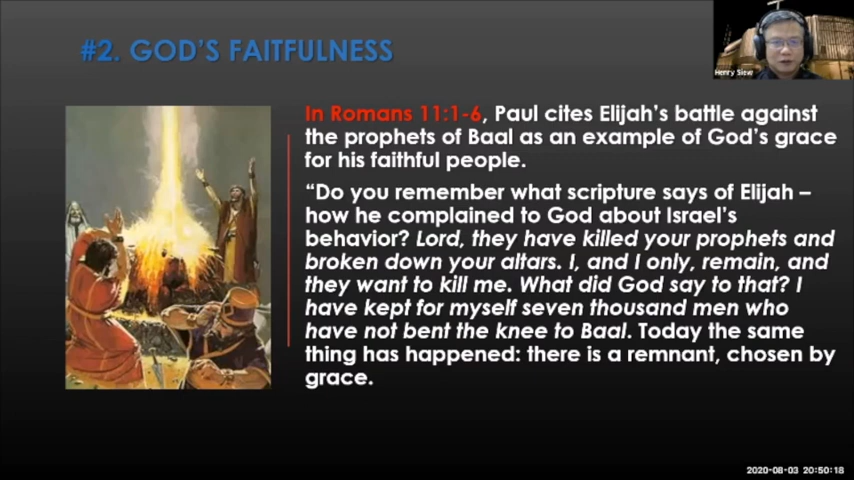 #2. GOD'S FAITFULNESS
Henry Siew
In Romans 11:1-6, Paul cites Elijah's battle against
the prophets of Baal as an example of God's grace
for his faithful people.
“Do you remember what scripture says of Elijah –
how he complained to God about Israel's
behavior? Lord, they have killed your prophets and
broken down your altars. I, and I only, remain, and
they want to kill me. What did God say to that? I
have kept for myself seven thousand men who
have not bent the knee to Baal. Today the same
thing has happened: there is a remnant, chosen by
grace.
2020-08-03 20:50:18